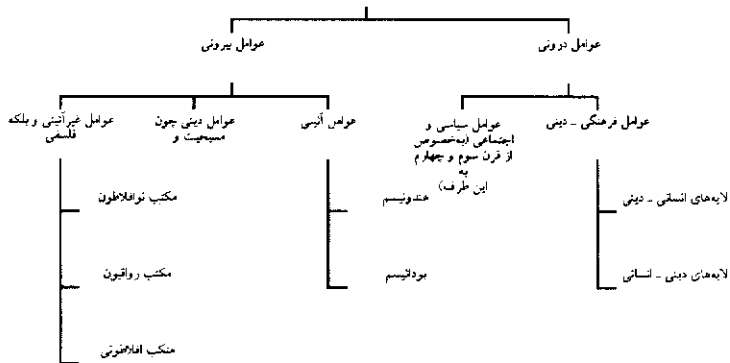 عوامل درونی
عوامل بیرونی
عوامل فرهنگی - دینی
عوامل سیاسی و
اجتماعی (به‌خصوص
از قرن سوم و چهارم
به
این طرف)
عوامل آئینی
عوامل دینی چون
مسیحیت و
عوامل غیرآئینی و بلکه
فلسفی
لایه‌های انسانی - دینی
لایه‌های دینی - انسانی
هندوئیسم
بودائیسم
مکتب نوافلاطون
مکتب رواقیون
مکتب افلاطونی